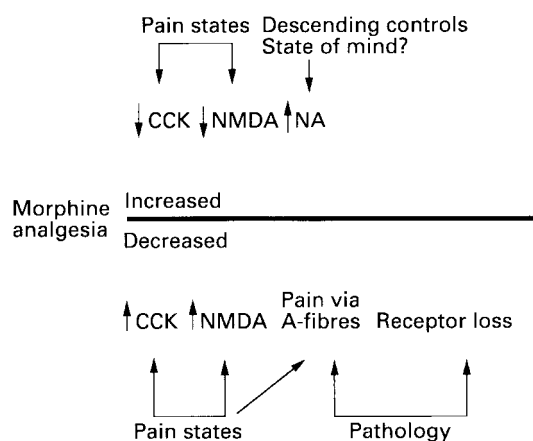 Pain states Descending controls
State of mind?
↓CCK ↓NMDA ↑NA
Increased
Morphine
analgesia
Decreased
Pain via
↑CCK ↑NMDA A-fibres Receptor loss
Pain states Pathology